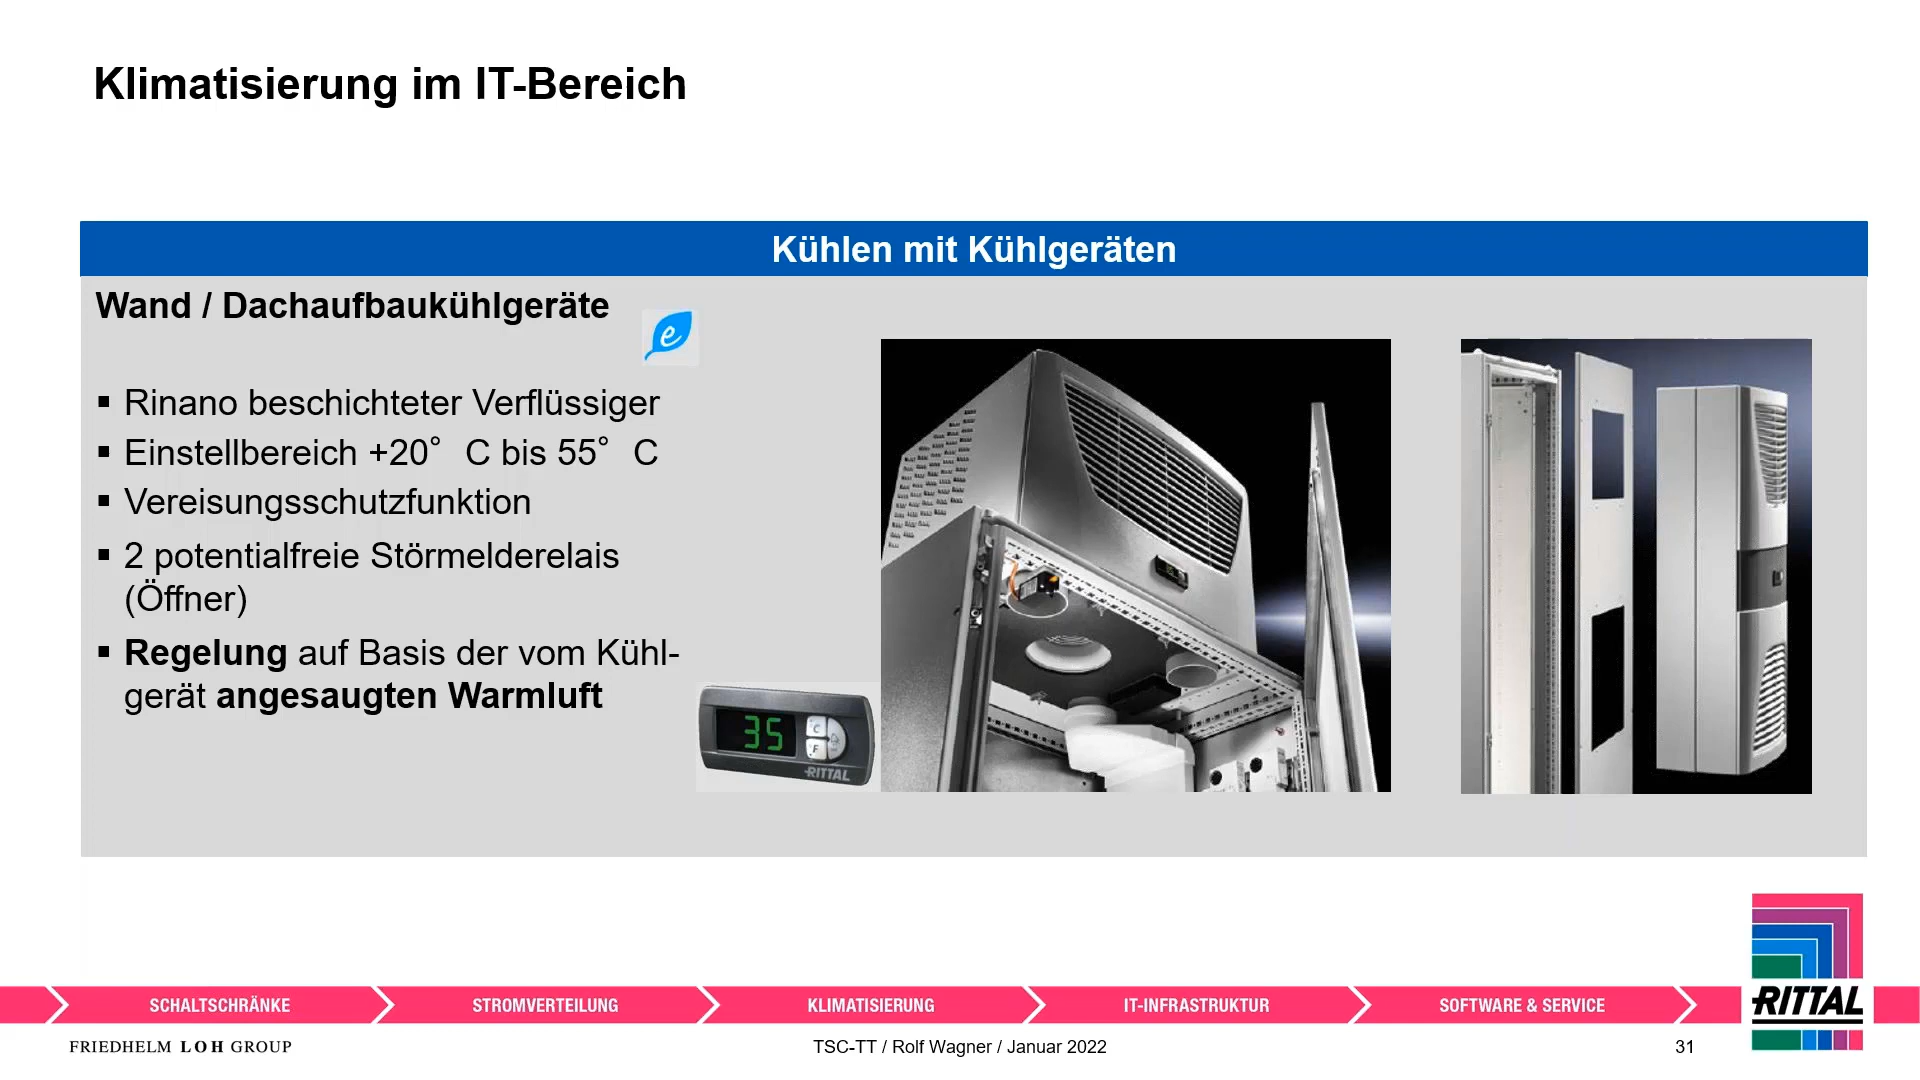 Klimatisierung im IT-Bereich
Kühlen mit Kühlgeräten
Wand / Dachaufbaukühlgeräte
e
▪ Rinano beschichteter Verflüssiger
▪ Einstellbereich +20° C bis 55° C
▪ Vereisungsschutzfunktion
▪ 2 potentialfreie Störmelderelais
(Öffner)
▪ Regelung auf Basis der vom Kühl-
gerät angesaugten Warmluft
35
°C
°F
RITTAL
SCHALTSCHRÄNKE
STROMVERTEILUNG
KLIMATISIERUNG
IT-INFRASTRUKTUR
SOFTWARE & SERVICE
RITTAL
FRIEDHELM LOH GROUP
TSC-TT / Rolf Wagner / Januar 2022
31